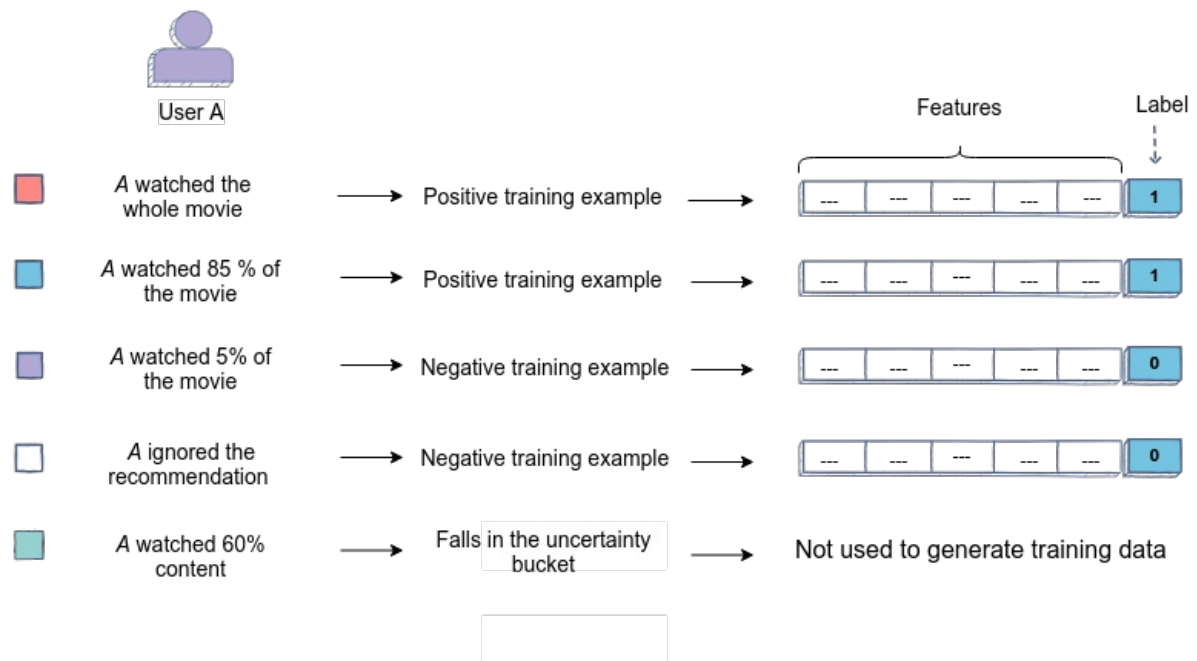 User A
Features
Label
A watched the
whole movie
Positive training example
--- --- --- --- ---
1
A watched 85 % of
the movie
Positive training example
--- --- --- --- ---
1
A watched 5% of
the movie
Negative training example
--- --- --- --- ---
0
A ignored the
recommendation
Negative training example
--- --- --- --- ---
0
A watched 60%
content
Falls in the uncertainty
bucket
Not used to generate training data